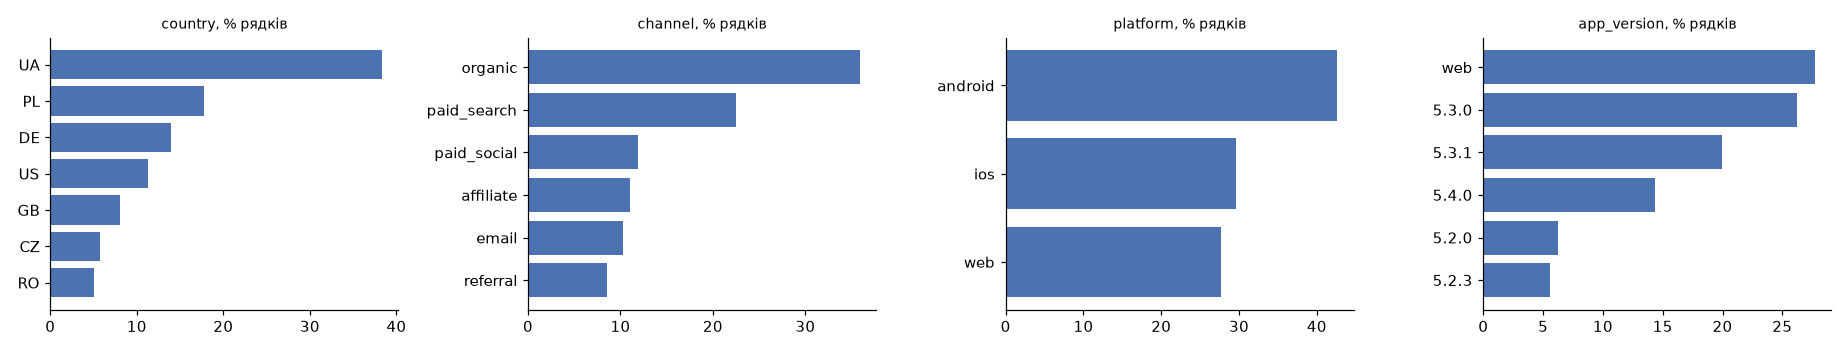 country, % рядків
UA
PL
DE
US
GB
CZ
RO
0 10 20 30 40
channel, % рядків
organic
paid_search
paid_social
affiliate
email
referral
0 10 20 30
platform, % рядків
android
ios
web
0 10 20 30 40
app_version, % рядків
web
5.3.0
5.3.1
5.4.0
5.2.0
5.2.3
0 5 10 15 20 25